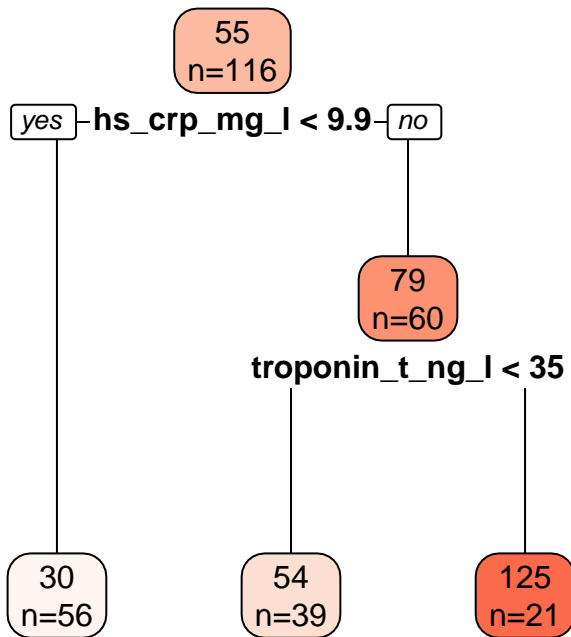 55
n=116
yes hs_crp_mg_l < 9.9 no
79
n=60
troponin_t_ng_l < 35
30
n=56
54
n=39
125
n=21